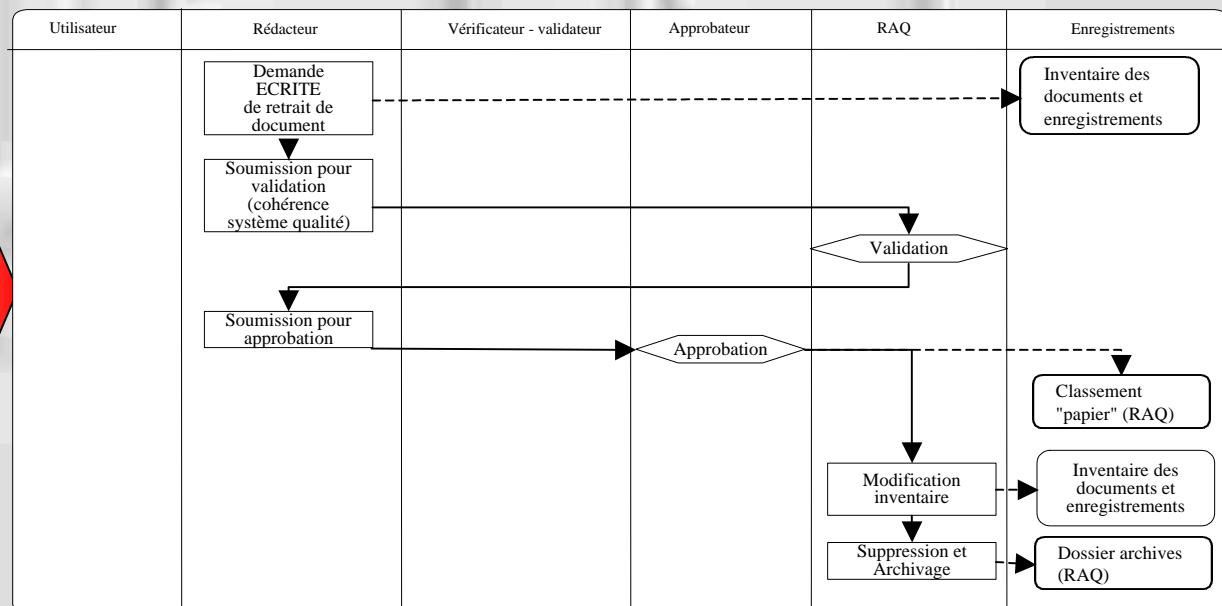 Utilisateur
Rédacteur
Vérificateur - validateur
Approbateur
RAQ
Enregistrements
Demande
ECRITE
de retrait de
document
Inventaire des
documents et
enregistrements
Soumission pour
validation
(cohérence
système qualité)
Validation
Soumission pour
approbation
Approbation
Classement
"papier" (RAQ)
Modification
inventaire
Inventaire des
documents et
enregistrements
Suppression et
Archivage
Dossier archives
(RAQ)